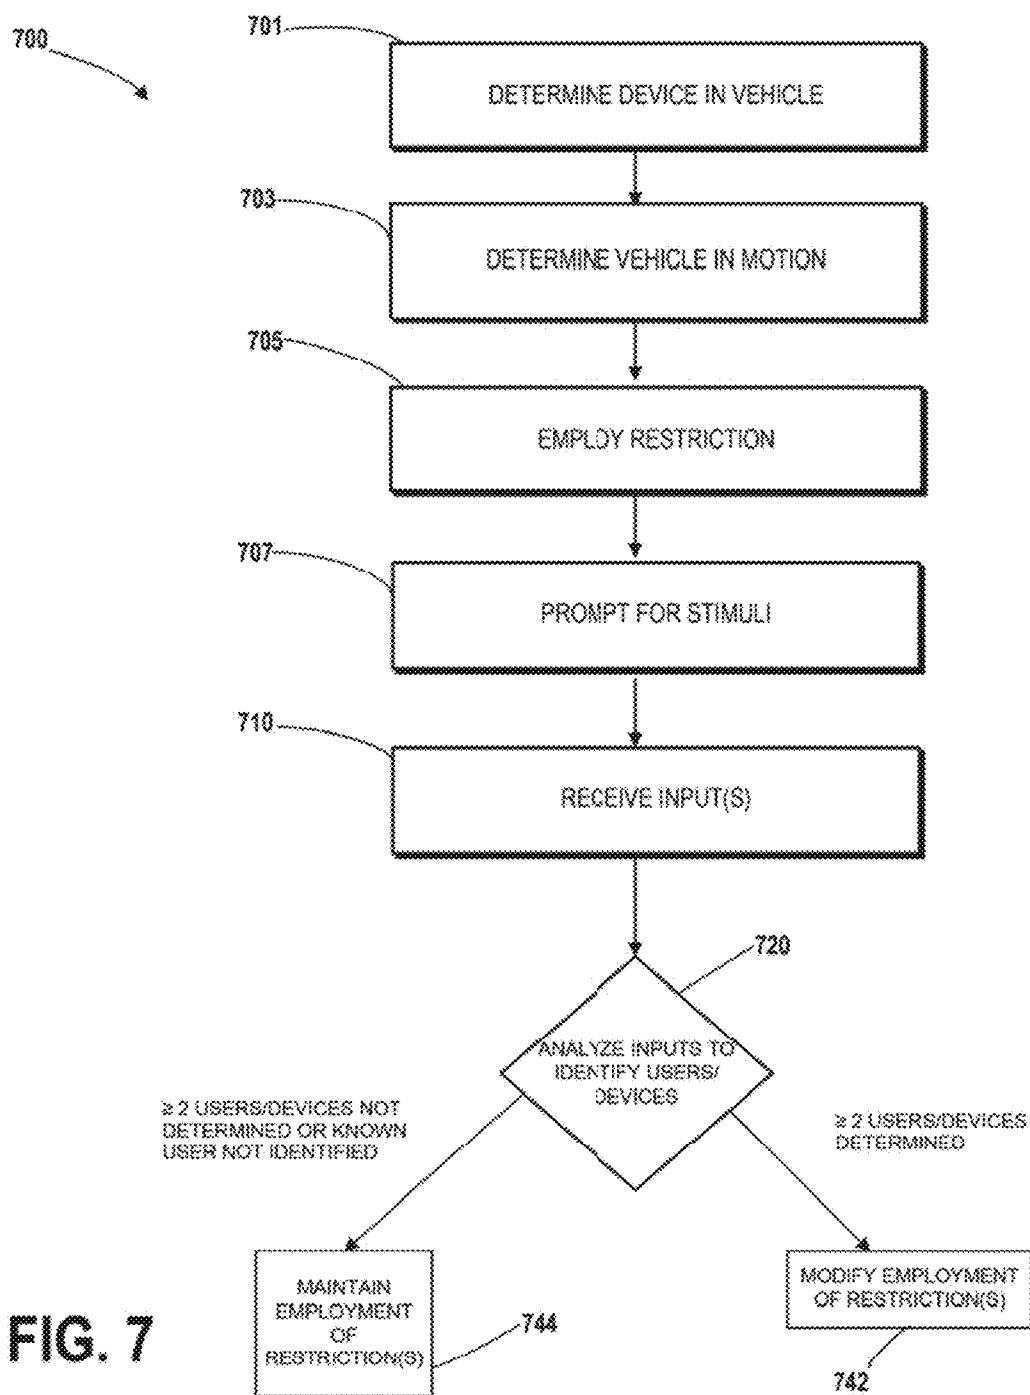 700
701
DETERMINE DEVICE IN VEHICLE
703
DETERMINE VEHICLE IN MOTION
705
EMPLOY RESTRICTION
707
PROMPT FOR STIMULI
710
RECEIVE INPUT(S)
720
ANALYZE INPUTS TO
IDENTIFY USERS/
DEVICES
≥ 2 USERS/DEVICES NOT
DETERMINED OR KNOWN
USER NOT IDENTIFIED
≥ 2 USERS/DEVICES
DETERMINED
MAINTAIN
EMPLOYMENT
OF
RESTRICTION(S)
744
MODIFY EMPLOYMENT
OF RESTRICTION(S)
742
FIG. 7